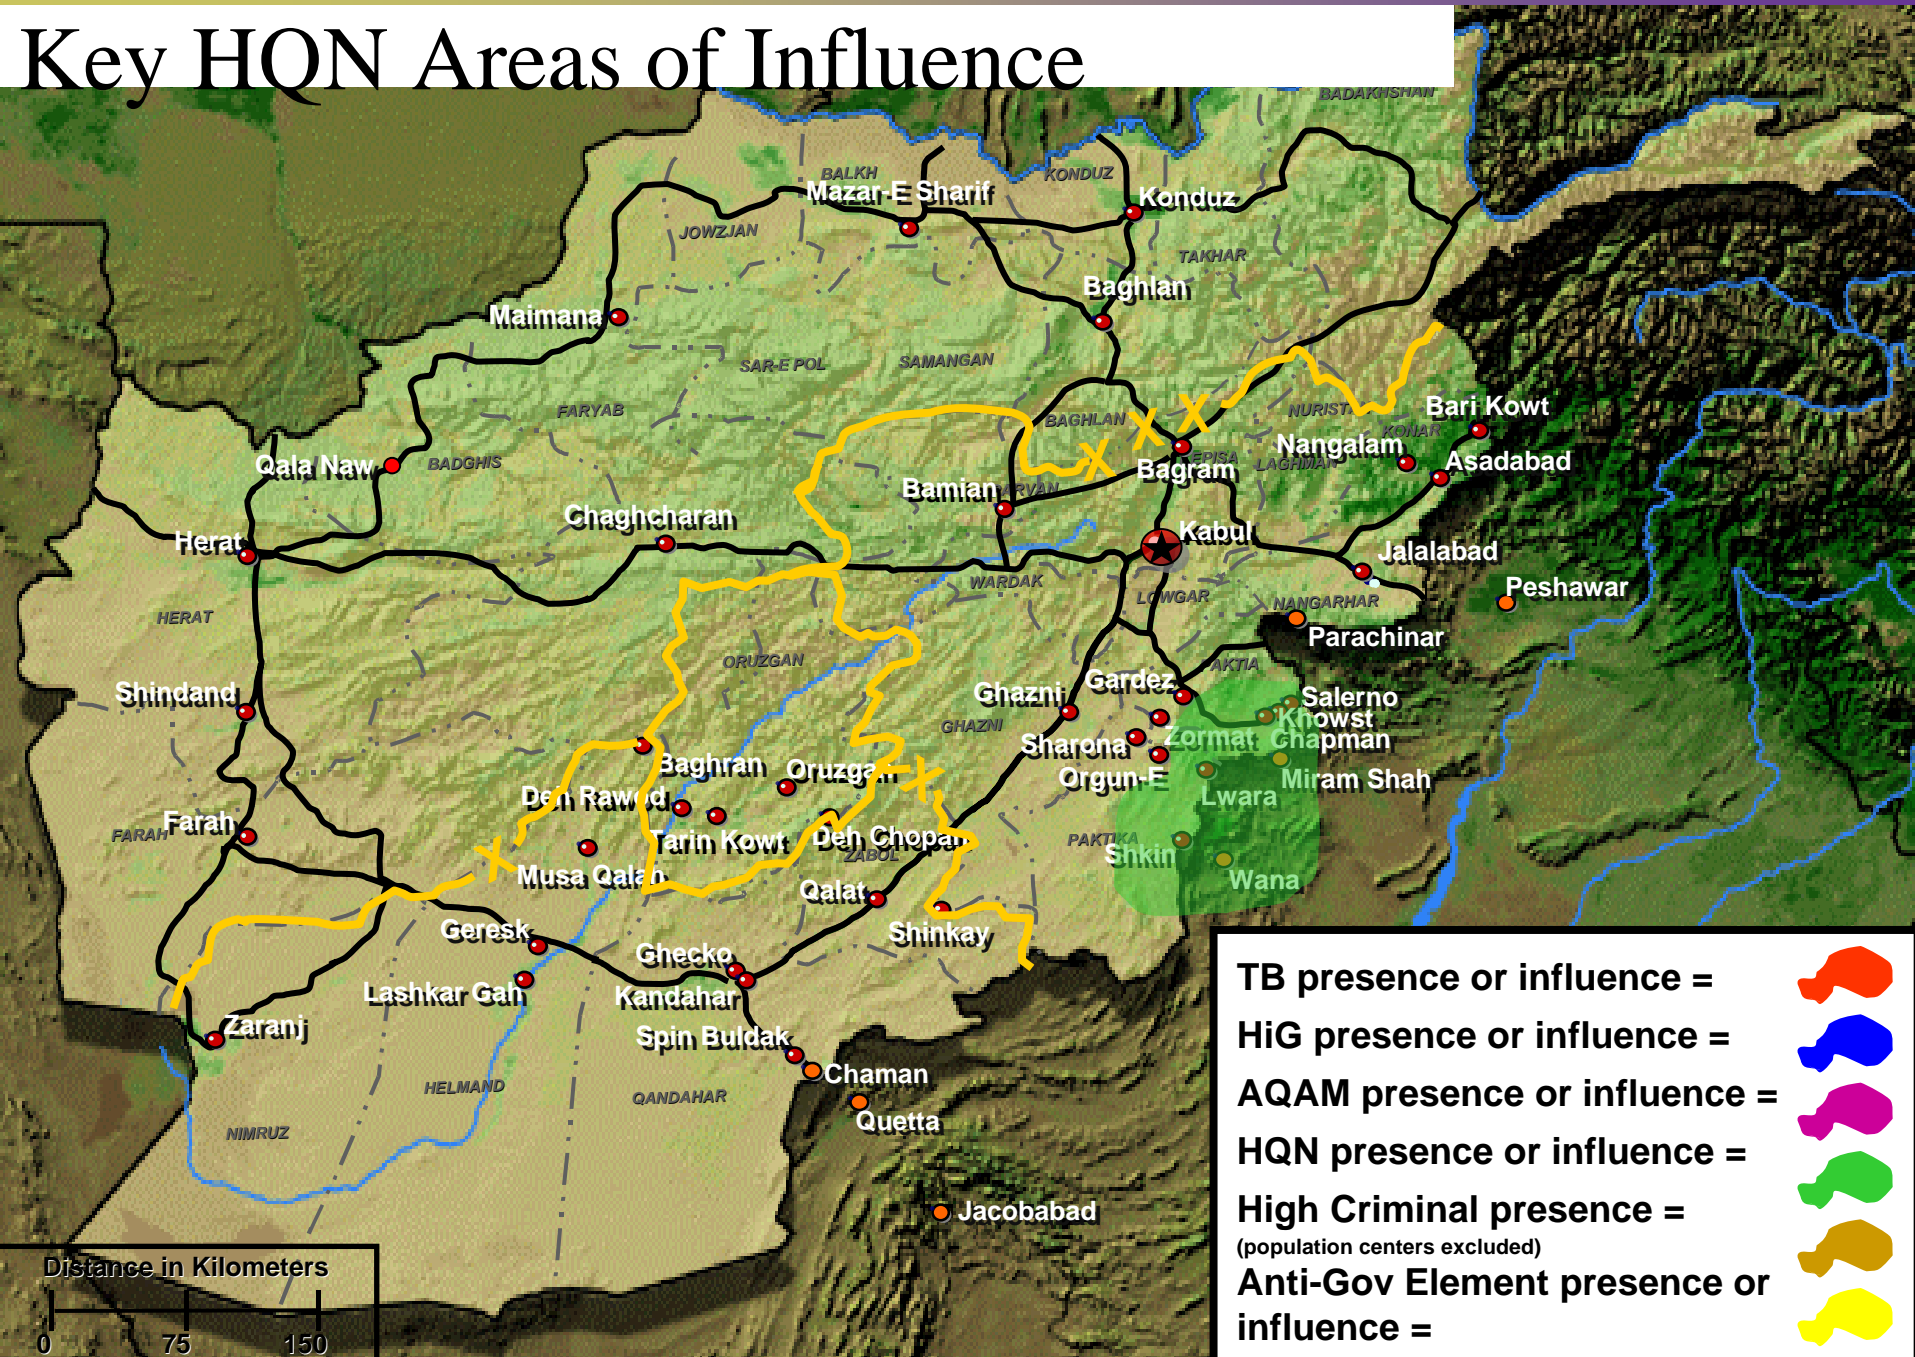 Key HQN Areas of Influence
BADAKHSHAN
BALKH
KONDUZ
Mazar-E Sharif
Konduz
JOWZJAN
TAKHAR
Baghlan
Maimana
SAR-E POL
SAMANGAN
FARYAB
BAGHLAN
NURIST
Bari Kowt
KONAR
Qala Naw
BADGHIS
Nangalam
Asadabad
EPISA
LAGHMAN
Bagram
Bamian
ARVAN
Chaghcharan
Herat
Kabul
Jalalabad
WARDAK
Peshawar
LOWGAR
NANGARHAR
HERAT
Parachinar
ORUZGAN
AKTIA
Shindand
Ghazni
Gardez
Salerno
Khowst
GHAZNI
Sharona
Zormat
Chapman
Baghran
Oruzgan
Orgun-E
Miram Shah
Deh Rawod
Lwara
FARAH
Farah
Tarin Kowt
Deh Chopan
PAKTIKA
ZABOL
Shkin
Musa Qalah
Qalat
Wana
Geresk
Shinkay
Ghecko
Lashkar Gah
Kandahar
Zaranj
Spin Buldak
Chaman
HELMAND
QANDAHAR
Quetta
NIMRUZ
Jacobabad
TB presence or influence =
HiG presence or influence =
AQAM presence or influence =
HQN presence or influence =
High Criminal presence =
(population centers excluded)
Anti-Gov Element presence or
influence =
Distance in Kilometers
0 75 150